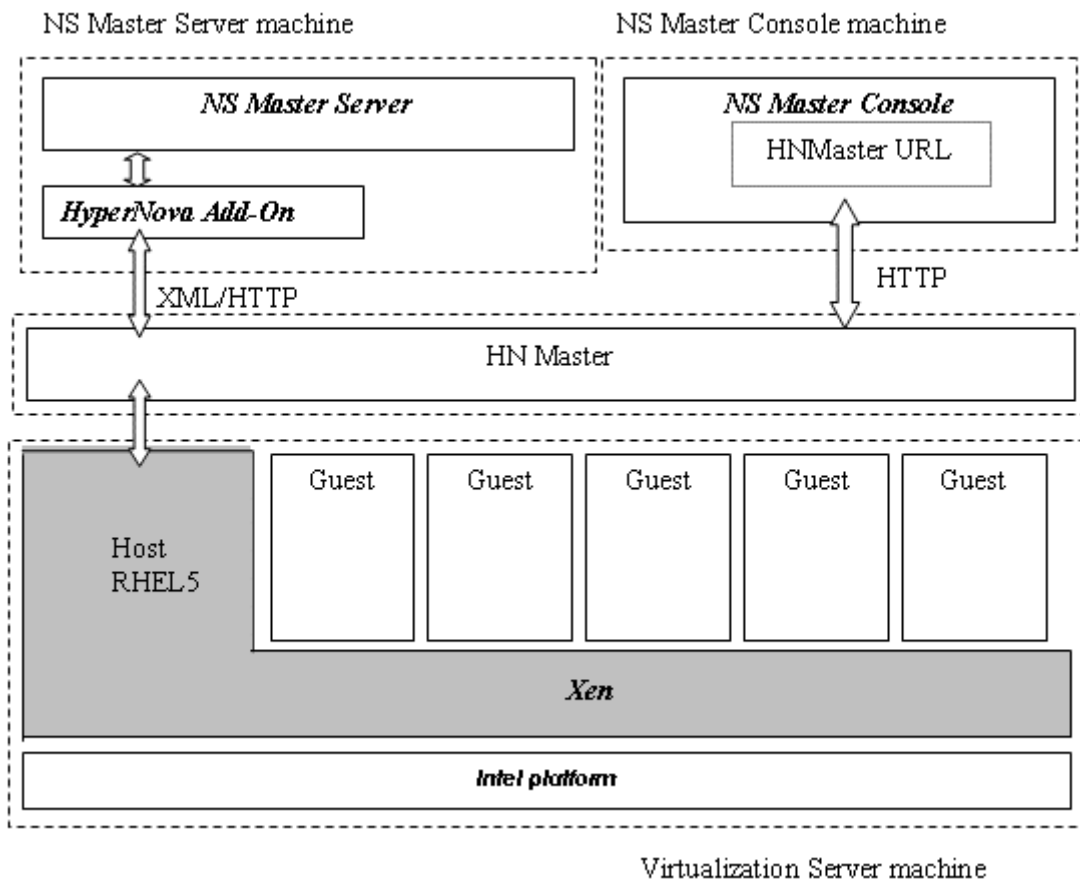 NS Master Server machine
NS Master Console machine
NS Master Server
NS Master Console
HNMaster URL
HyperNova Add-On
XML/HTTP
HTTP
HN Master
Host
RHEL5
Guest
Guest
Guest
Guest
Guest
Xen
Intel platform
Virtualization Server machine